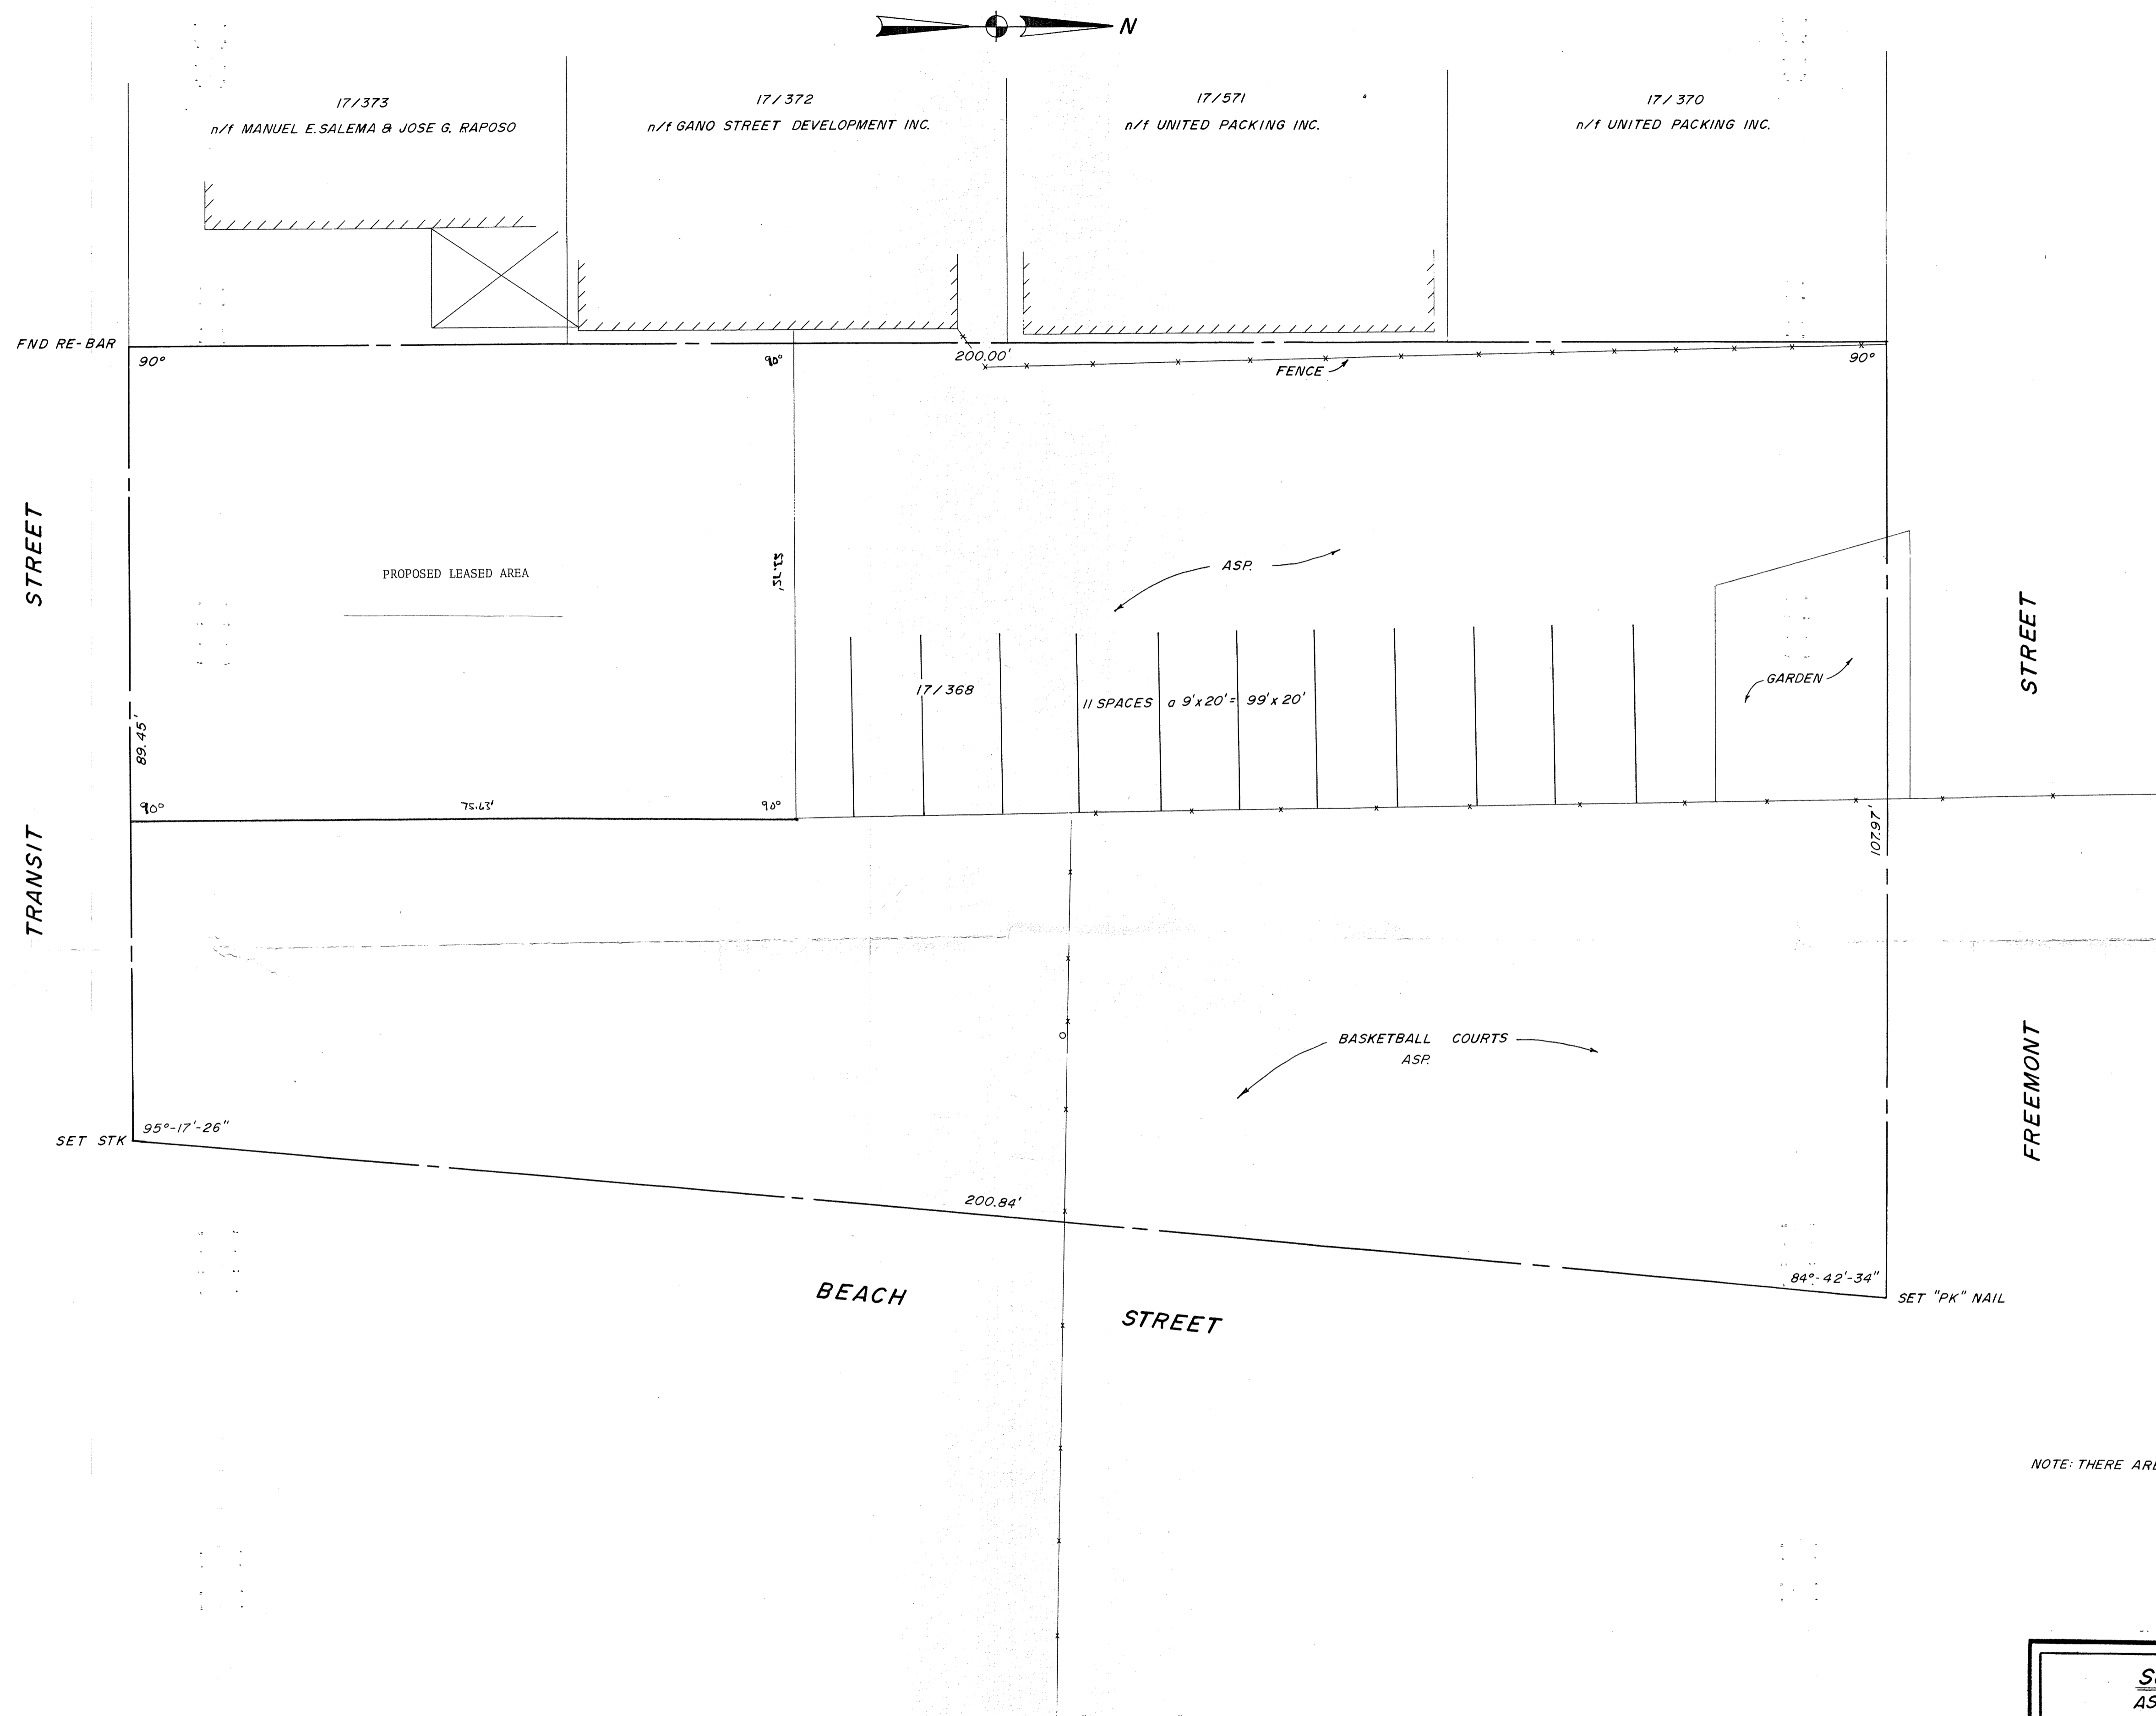 N
17/373
n/f MANUEL E. SALEMA & JOSE G. RAPOSO
17/372
n/f GANO STREET DEVELOPMENT INC.
17/571
n/f UNITED PACKING INC.
17/370
n/f UNITED PACKING INC.
FND RE-BAR
90°
90°
200.00'
90°
FENCE
STREET
TRANSIT
PROPOSED LEASED AREA
53.75'
ASP.
STREET
FREEMONT
17/368
11 SPACES a 9'x20'= 99'x20'
GARDEN
89.45'
90°
75.63'
90°
107.97'
BASKETBALL COURTS
ASP.
SET STK
95°-17'-26"
200.84'
84°-42'-34"
SET "PK" NAIL
BEACH STREET
NOTE: THERE ARE
AS